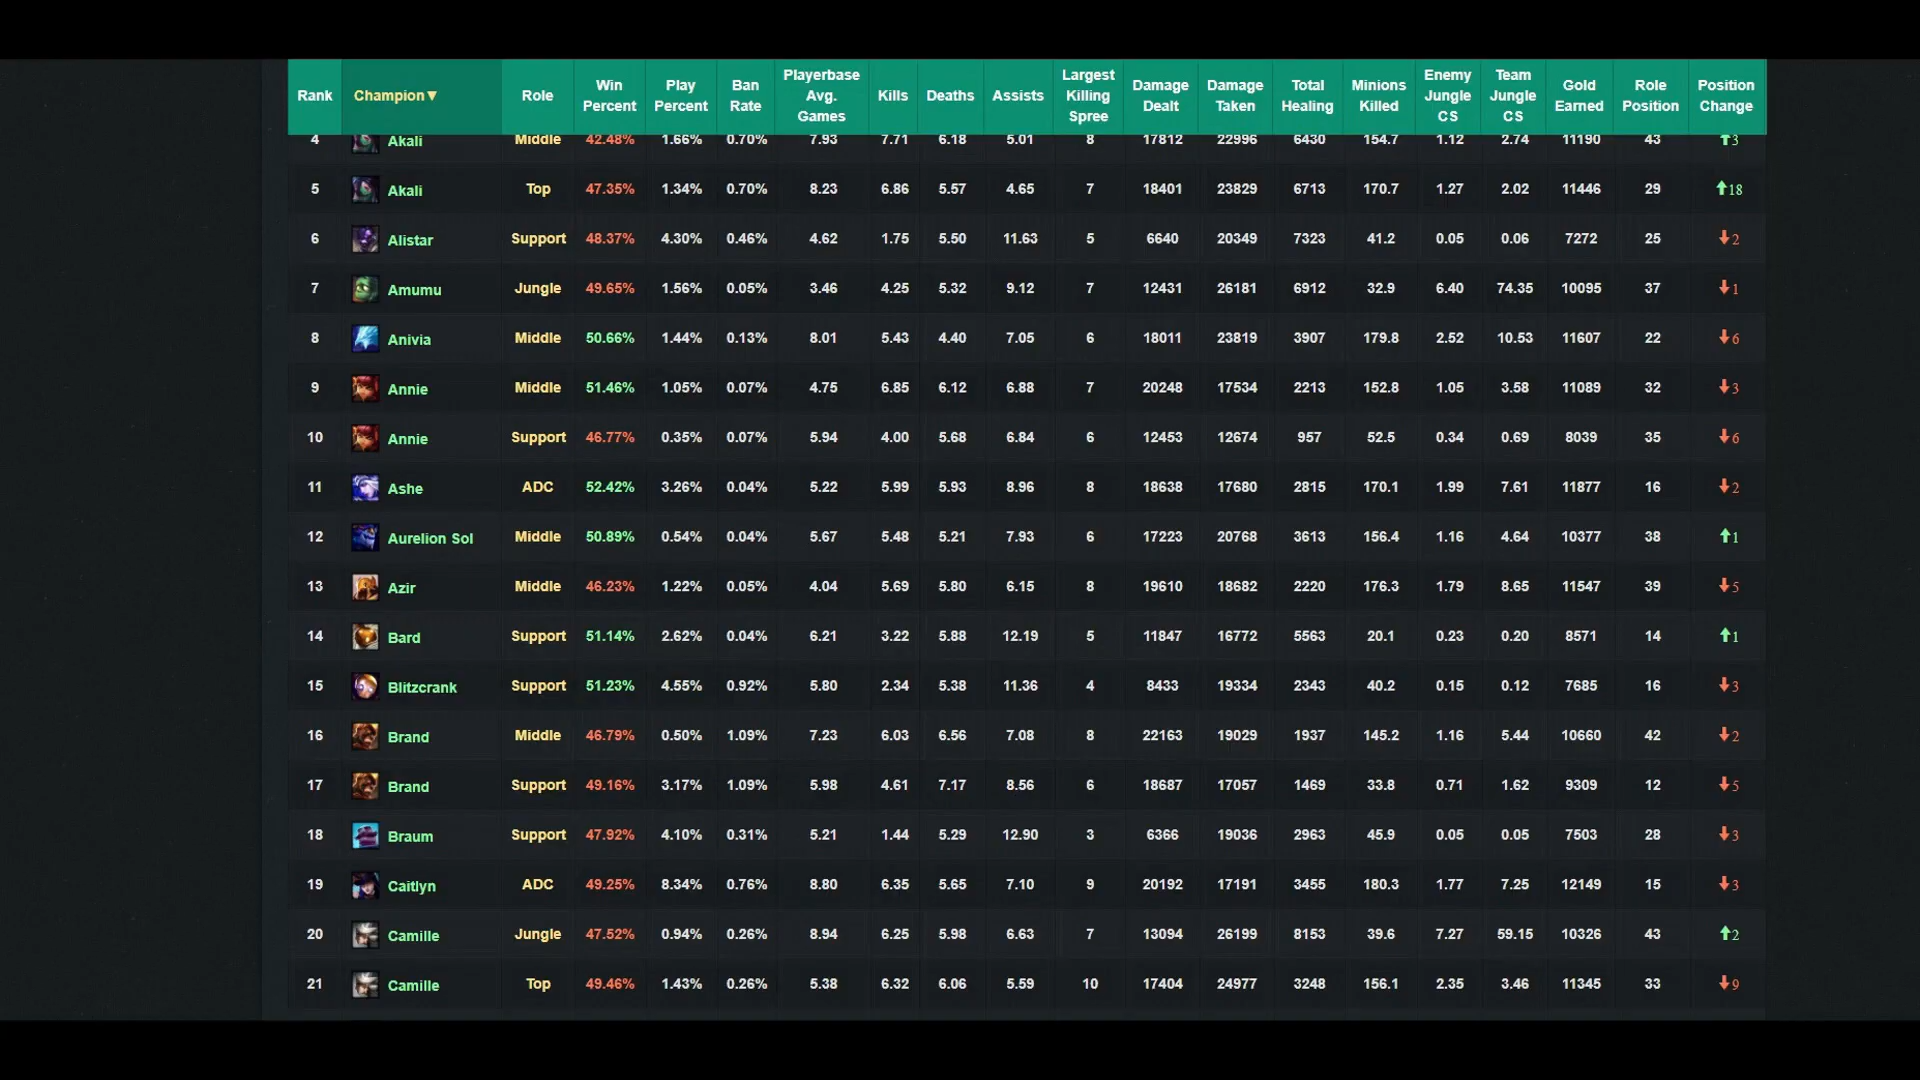 Rank Champion▼ Role Win Percent Play Percent Ban Rate Playerbase Avg. Games Kills Deaths Assists Largest Killing Spree Damage Dealt Damage Taken Total Healing Minions Killed Enemy Jungle CS Team Jungle CS Gold Earned Role Position Position Change
4 Akali Middle 42.48% 1.66% 0.70% 7.93 7.71 6.18 5.01 8 17812 22996 6430 154.7 1.12 2.74 11190 43 ↑3
5 Akali Top 47.35% 1.34% 0.70% 8.23 6.86 5.57 4.65 7 18401 23829 6713 170.7 1.27 2.02 11446 29 ↑18
6 Alistar Support 48.37% 4.30% 0.46% 4.62 1.75 5.50 11.63 5 6640 20349 7323 41.2 0.05 0.06 7272 25 ↓2
7 Amumu Jungle 49.65% 1.56% 0.05% 3.46 4.25 5.32 9.12 7 12431 26181 6912 32.9 6.40 74.35 10095 37 ↓1
8 Anivia Middle 50.66% 1.44% 0.13% 8.01 5.43 4.40 7.05 6 18011 23819 3907 179.8 2.52 10.53 11607 22 ↓6
9 Annie Middle 51.46% 1.05% 0.07% 4.75 6.85 6.12 6.88 7 20248 17534 2213 152.8 1.05 3.58 11089 32 ↓3
10 Annie Support 46.77% 0.35% 0.07% 5.94 4.00 5.68 6.84 6 12453 12674 957 52.5 0.34 0.69 8039 35 ↓6
11 Ashe ADC 52.42% 3.26% 0.04% 5.22 5.99 5.93 8.96 8 18638 17680 2815 170.1 1.99 7.61 11877 16 ↓2
12 Aurelion Sol Middle 50.89% 0.54% 0.04% 5.67 5.48 5.21 7.93 6 17223 20768 3613 156.4 1.16 4.64 10377 38 ↑1
13 Azir Middle 46.23% 1.22% 0.05% 4.04 5.69 5.80 6.15 8 19610 18682 2220 176.3 1.79 8.65 11547 39 ↓5
14 Bard Support 51.14% 2.62% 0.04% 6.21 3.22 5.88 12.19 5 11847 16772 5563 20.1 0.23 0.20 8571 14 ↑1
15 Blitzcrank Support 51.23% 4.55% 0.92% 5.80 2.34 5.38 11.36 4 8433 19334 2343 40.2 0.15 0.12 7685 16 ↓3
16 Brand Middle 46.79% 0.50% 1.09% 7.23 6.03 6.56 7.08 8 22163 19029 1937 145.2 1.16 5.44 10660 42 ↓2
17 Brand Support 49.16% 3.17% 1.09% 5.98 4.61 7.17 8.56 6 18687 17057 1469 33.8 0.71 1.62 9309 12 ↓5
18 Braum Support 47.92% 4.10% 0.31% 5.21 1.44 5.29 12.90 3 6366 19036 2963 45.9 0.05 0.05 7503 28 ↓3
19 Caitlyn ADC 49.25% 8.34% 0.76% 8.80 6.35 5.65 7.10 9 20192 17191 3455 180.3 1.77 7.25 12149 15 ↓3
20 Camille Jungle 47.52% 0.94% 0.26% 8.94 6.25 5.98 6.63 7 13094 26199 8153 39.6 7.27 59.15 10326 43 ↑2
21 Camille Top 49.46% 1.43% 0.26% 5.38 6.32 6.06 5.59 10 17404 24977 3248 156.1 2.35 3.46 11345 33 ↓9